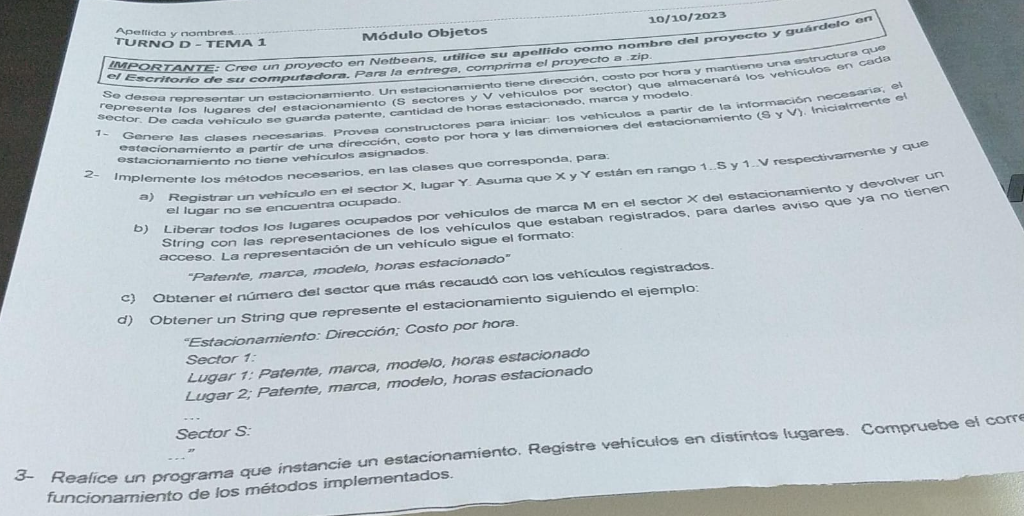 Apellido y nombres
TURNO D - TEMA 1 Módulo Objetos 10/10/2023
IMPORTANTE: Cree un proyecto en Netbeans, utilice su apellido como nombre del proyecto y guárdelo en
el Escritorio de su computadora. Para la entrega, comprima el proyecto a .zip.
Se desea representar un estacionamiento. Un estacionamiento tiene dirección, costo por hora y mantiene una estructura que
representa los lugares del estacionamiento (S sectores y V vehículos por sector) que almacenará los vehículos en cada
sector. De cada vehículo se guarda patente, cantidad de horas estacionado, marca y modelo.
1- Genere las clases necesarias. Provea constructores para iniciar: los vehículos a partir de la información necesaria, el
estacionamiento a partir de una dirección, costo por hora y las dimensiones del estacionamiento (S y V). Inicialmente el
estacionamiento no tiene vehículos asignados.
2- Implemente los métodos necesarios, en las clases que corresponda, para:
a) Registrar un vehículo en el sector X, lugar Y. Asuma que X y Y están en rango 1..S y 1..V respectivamente y que
el lugar no se encuentra ocupado.
b) Liberar todos los lugares ocupados por vehículos de marca M en el sector X del estacionamiento y devolver un
String con las representaciones de los vehículos que estaban registrados, para darles aviso que ya no tienen
acceso. La representación de un vehículo sigue el formato:
"Patente, marca, modelo, horas estacionado"
c) Obtener el número del sector que más recaudó con los vehículos registrados.
d) Obtener un String que represente el estacionamiento siguiendo el ejemplo:
"Estacionamiento: Dirección; Costo por hora.
Sector 1:
Lugar 1: Patente, marca, modelo, horas estacionado
Lugar 2; Patente, marca, modelo, horas estacionado
...
Sector S:
..."
3- Realice un programa que instancie un estacionamiento. Registre vehículos en distintos lugares. Compruebe el corre
funcionamiento de los métodos implementados.